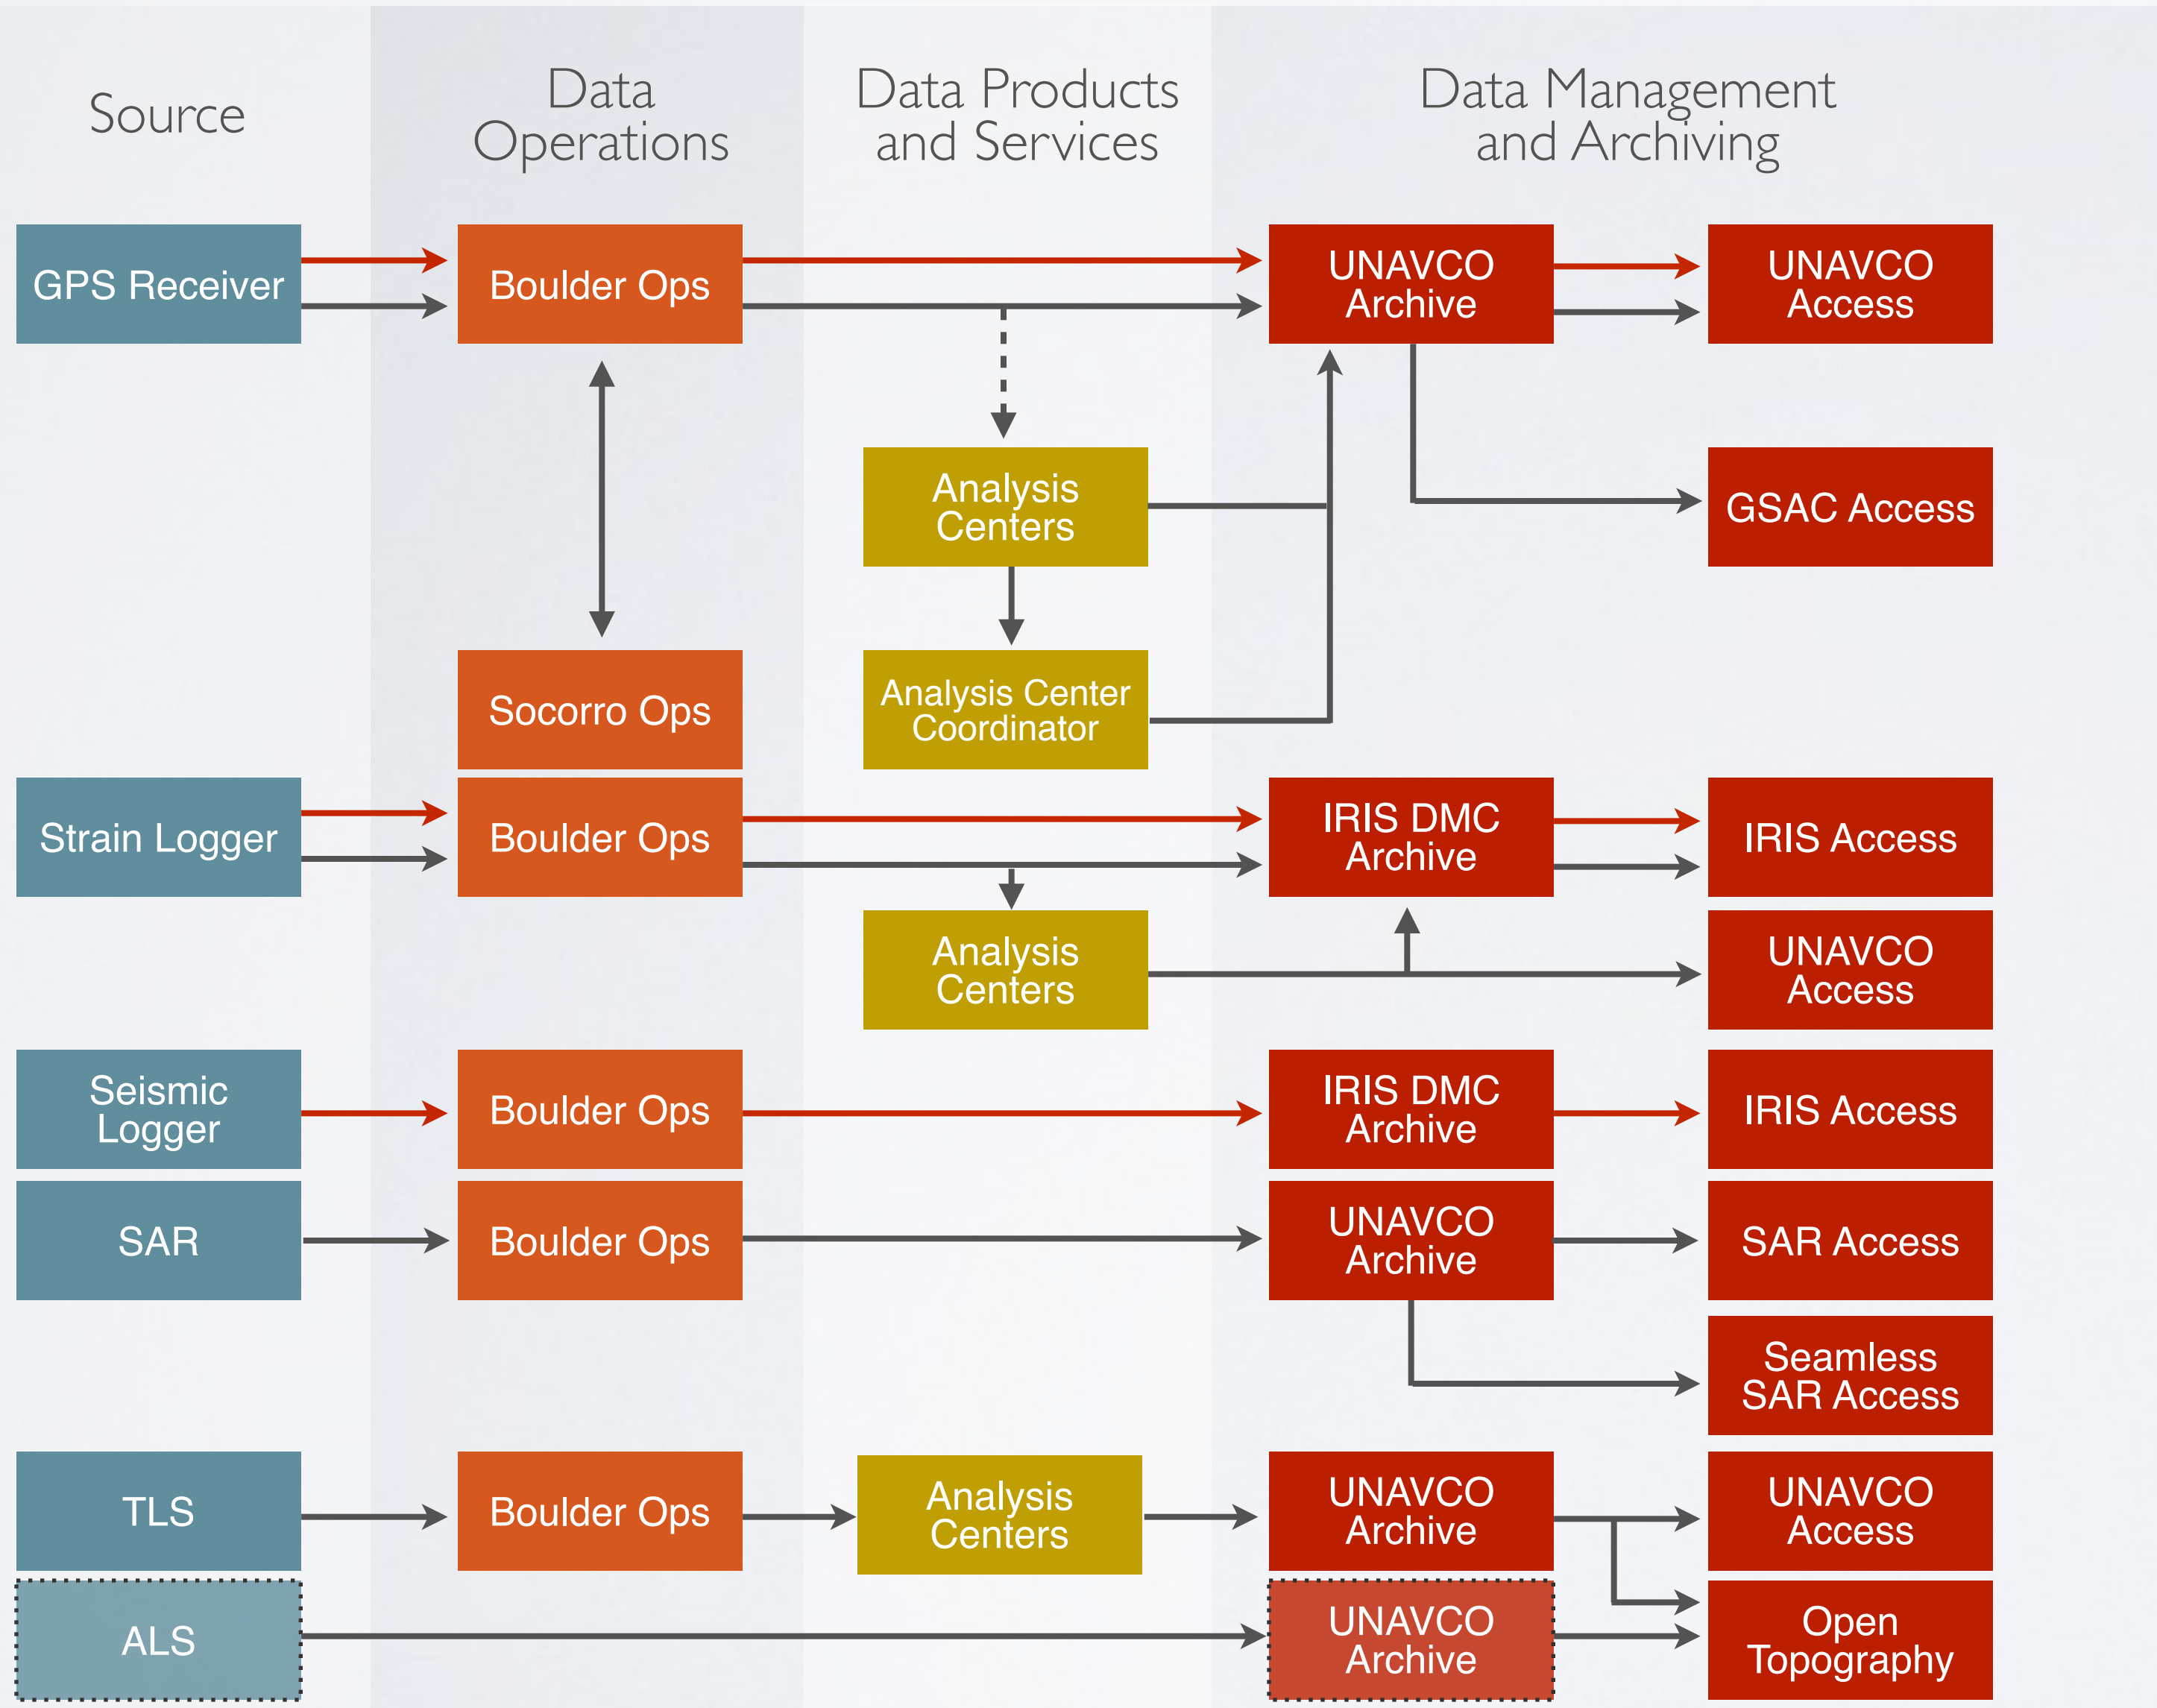 Source
Data
Operations
Data Products
and Services
Data Management
and Archiving
GPS Receiver
Boulder Ops
UNAVCO
Archive
UNAVCO
Access
Analysis
Centers
GSAC Access
Socorro Ops
Analysis Center
Coordinator
Strain Logger
Boulder Ops
IRIS DMC
Archive
IRIS Access
Analysis
Centers
UNAVCO
Access
Seismic
Logger
Boulder Ops
IRIS DMC
Archive
IRIS Access
SAR
Boulder Ops
UNAVCO
Archive
SAR Access
Seamless
SAR Access
TLS
Boulder Ops
Analysis
Centers
UNAVCO
Archive
UNAVCO
Access
ALS
UNAVCO
Archive
Open
Topography